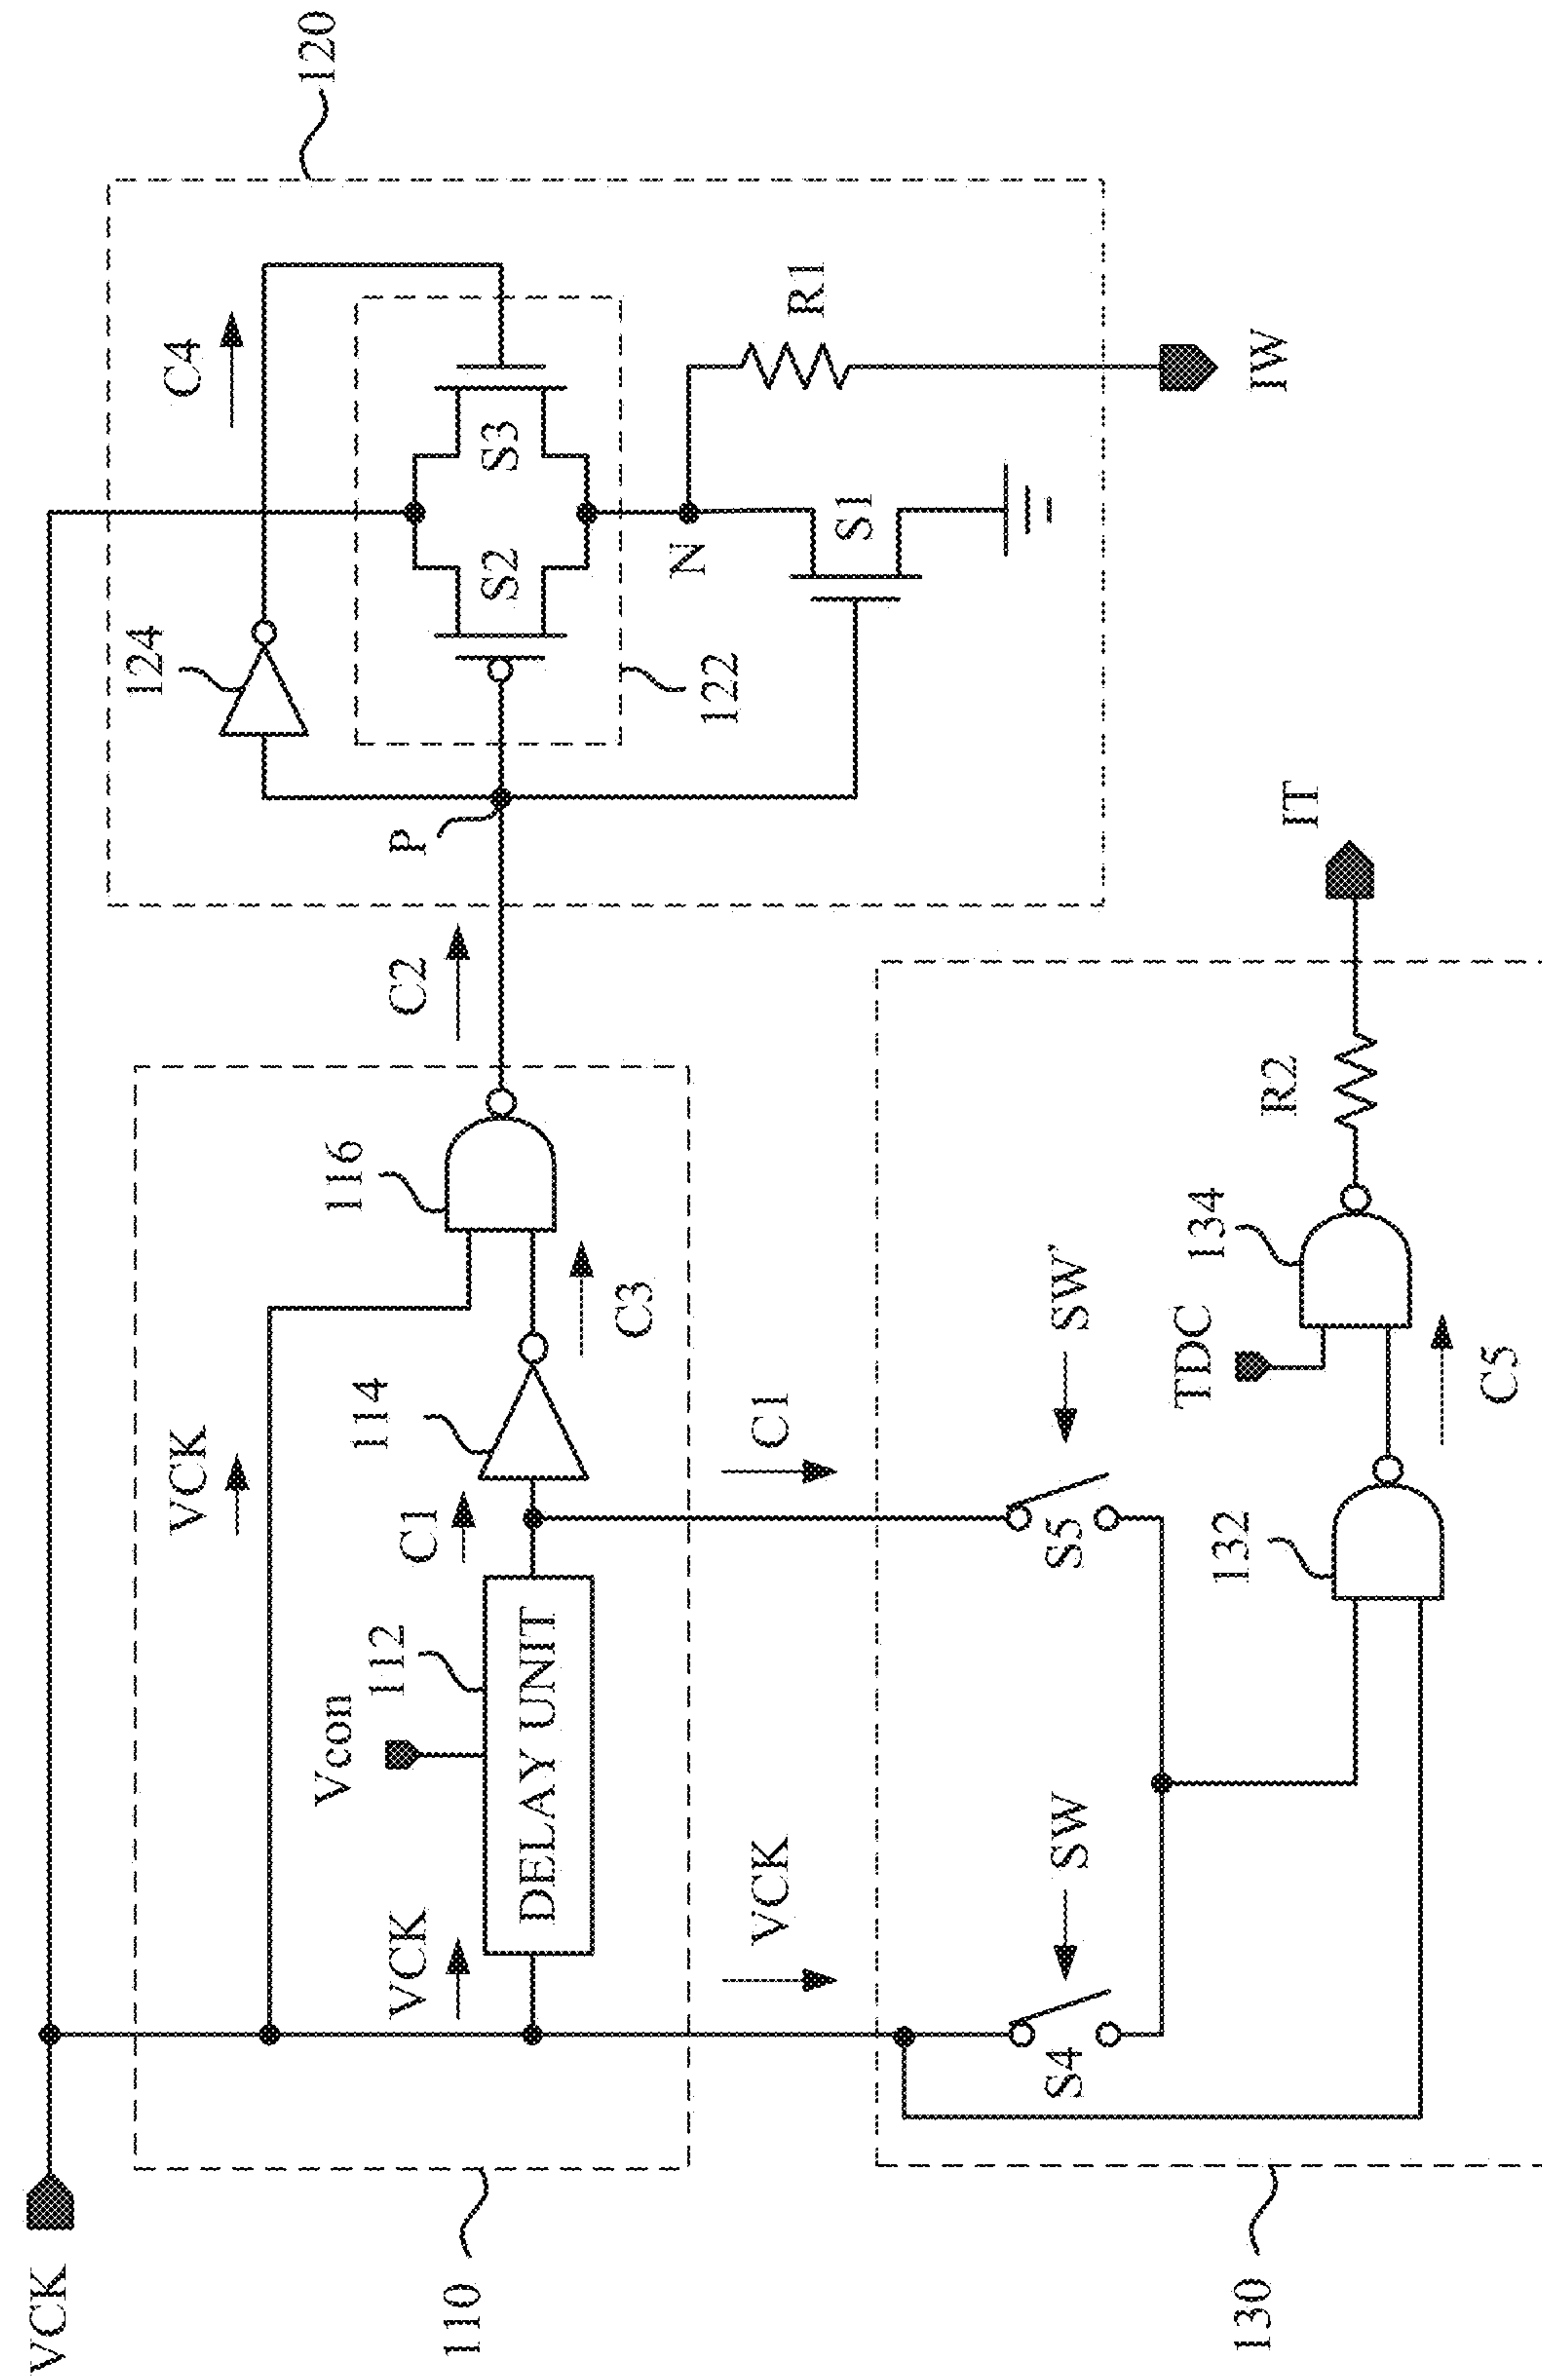 VCK
110
VCK
VCK
Vcon
112
DELAY UNIT
C1
114
C3
116
C2
120
124
C4
P
122
S2
S3
N
S1
R1
IW
VCK
C1
130
S4
SW
S5
SW'
132
C5
TDC
134
R2
IT